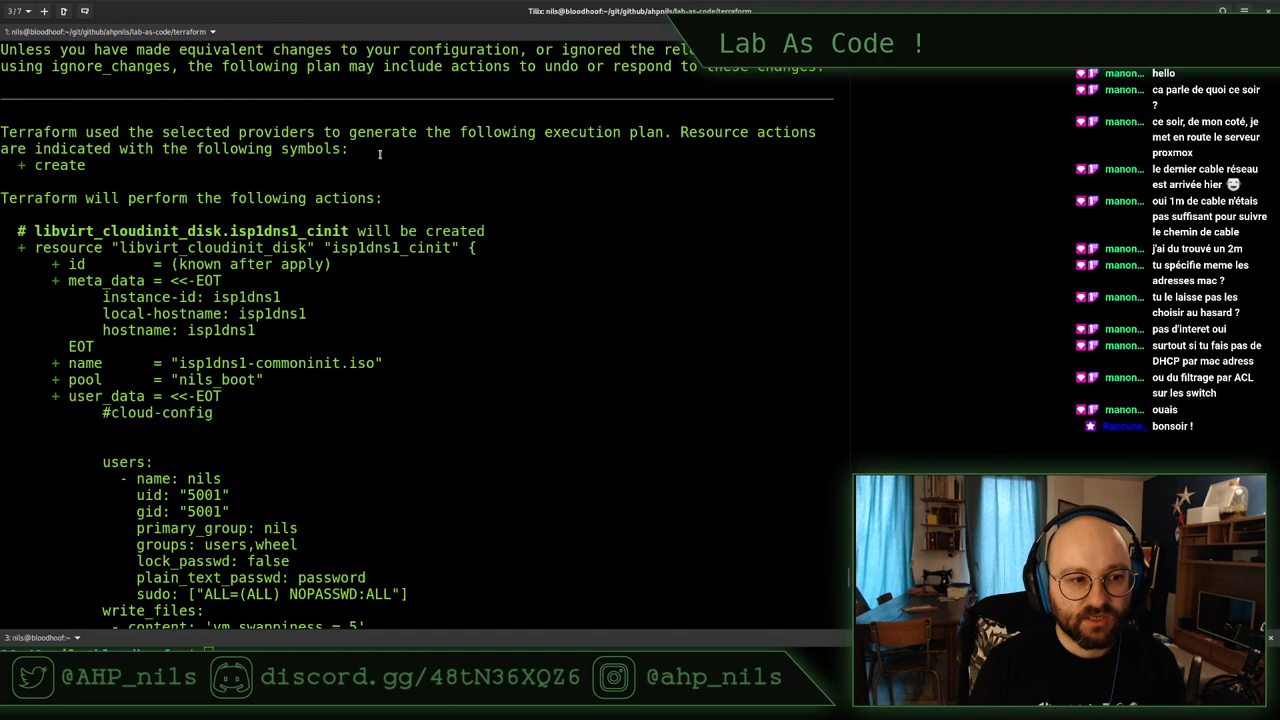 3 / 7
Tilix: nils@bloodhoof:~/git/github/ahpnils/lab-as-code/terraform
1: nils@bloodhoof:~/git/github/ahpnils/lab-as-code/terraform
Unless you have made equivalent changes to your configuration, or ignored the
using ignore_changes, the following plan may include actions to undo or respond to these changes.
Terraform used the selected providers to generate the following execution plan. Resource actions
are indicated with the following symbols:
+ create
Terraform will perform the following actions:
# libvirt_cloudinit_disk.isp1dns1_cinit will be created
+ resource "libvirt_cloudinit_disk" "isp1dns1_cinit" {
+ id = (known after apply)
+ meta_data = <<-EOT
instance-id: isp1dns1
local-hostname: isp1dns1
hostname: isp1dns1
EOT
+ name = "isp1dns1-commoninit.iso"
+ pool = "nils_boot"
+ user_data = <<-EOT
#cloud-config
users:
- name: nils
uid: "5001"
gid: "5001"
primary_group: nils
groups: users,wheel
lock_passwd: false
plain_text_passwd: password
sudo: ["ALL=(ALL) NOPASSWD:ALL"]
write_files:
- content: 'vm.swappiness = 5'
3: nils@bloodhoof:~
Lab As Code !
manon... hello
manon... ca parle de quoi ce soir
?
manon... ce soir, de mon coté, je
met en route le serveur
proxmox
manon... le dernier cable réseau
est arrivée hier
manon... oui 1m de cable n'étais
pas suffisant pour suivre
le chemin de cable
manon... j'ai du trouvé un 2m
manon... tu spécifie meme les
adresses mac ?
manon... tu le laisse pas les
choisir au hasard ?
manon... pas d'interet oui
manon... surtout si tu fais pas de
DHCP par mac adress
manon... ou du filtrage par ACL
sur les switch
manon... ouais
Rancune_ bonsoir !
@AHP_nils
discord.gg/48tN36XQZ6
@ahp_nils